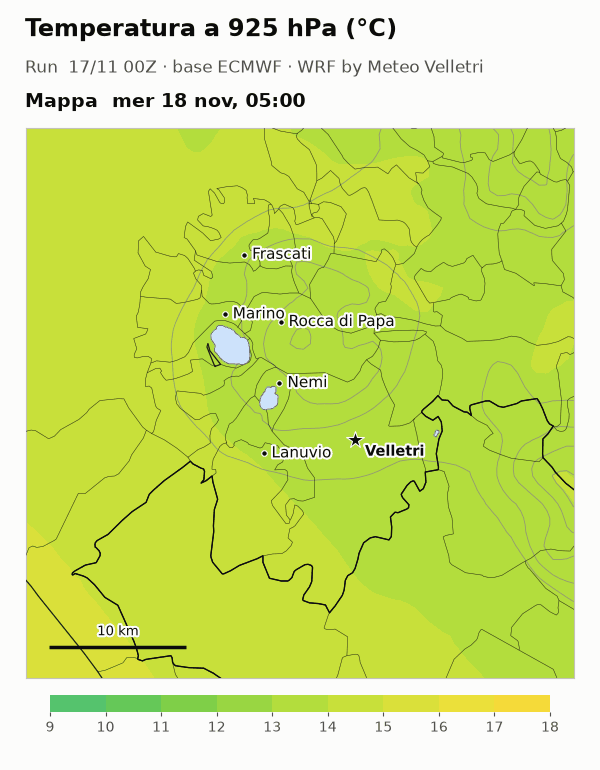 Temperatura a 925 hPa (°C)
Run  17/11 00Z · base ECMWF · WRF by Meteo Velletri
Mappa  mer 18 nov, 05:00
Frascati
Marino
Rocca di Papa
Nemi
Velletri
Lanuvio
10 km
9 10 11 12 13 14 15 16 17 18